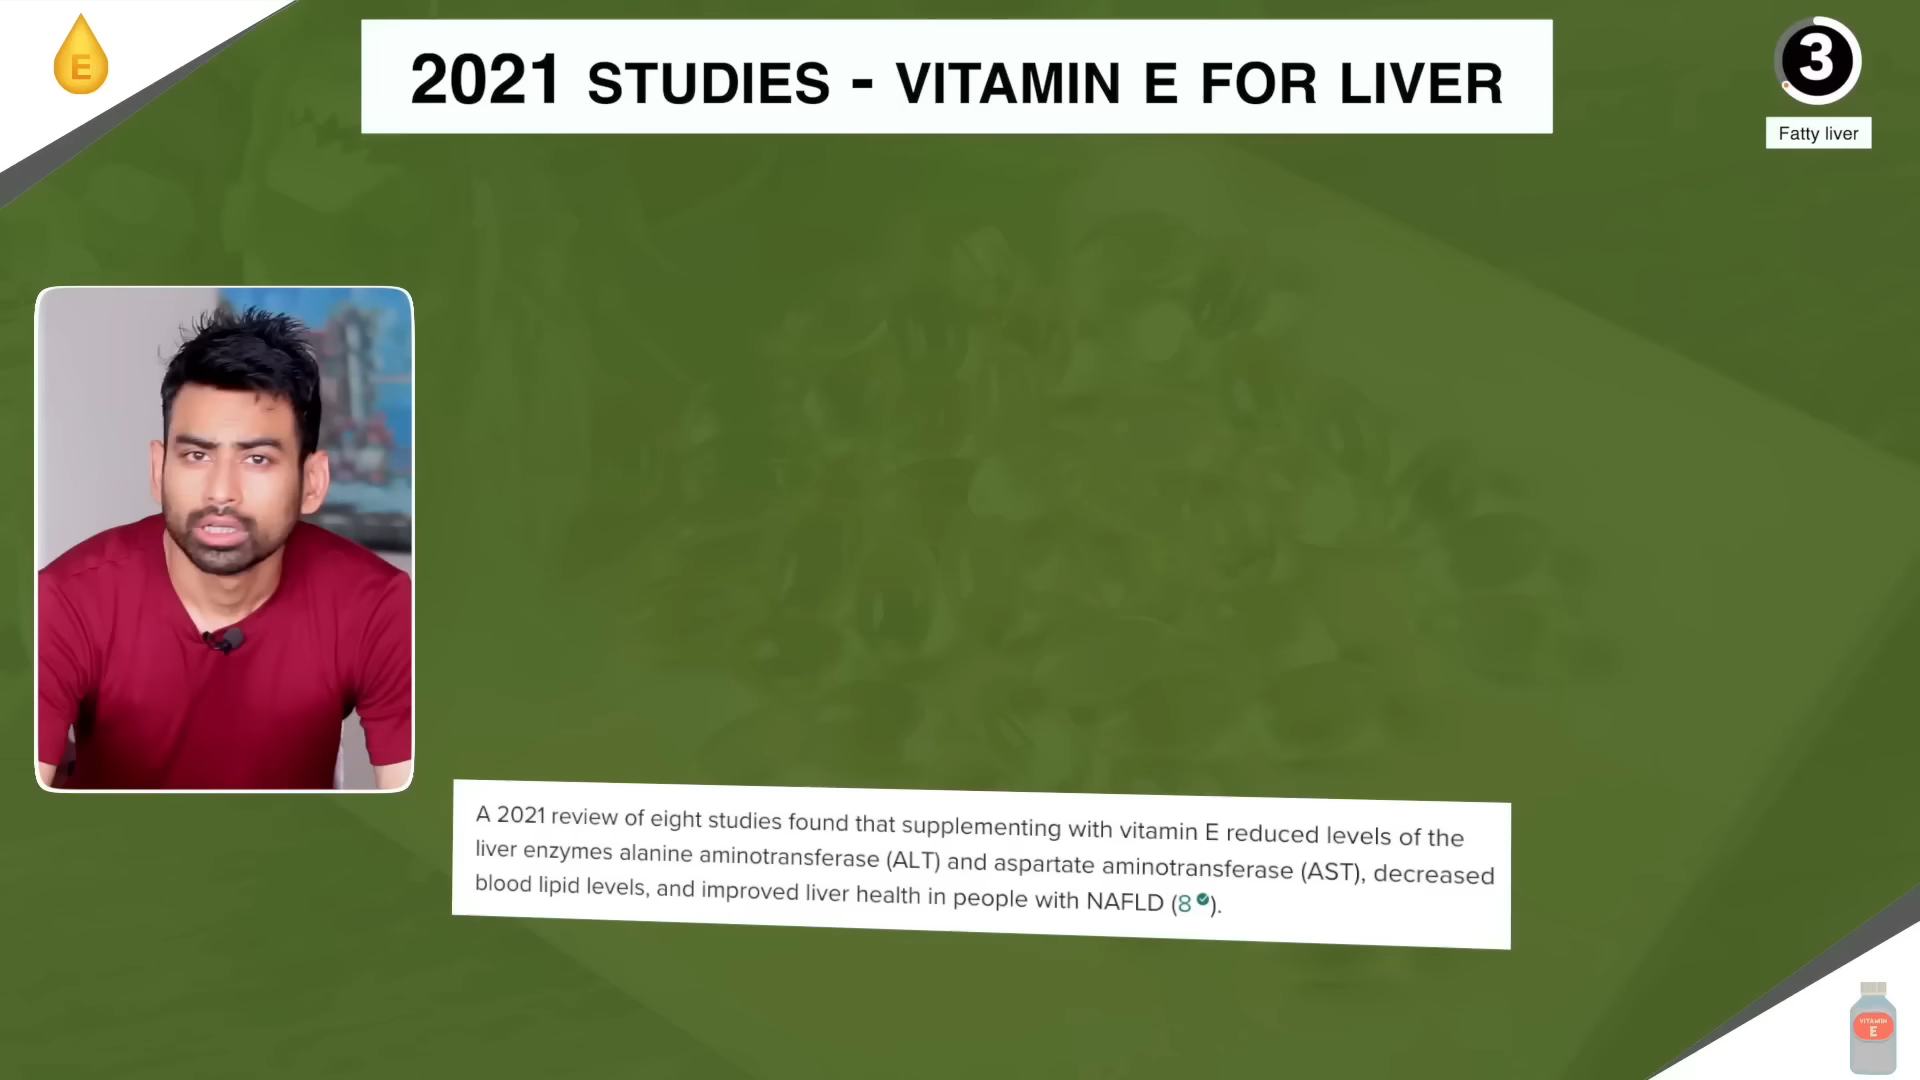 E
2021 STUDIES - VITAMIN E FOR LIVER
3
Fatty liver
A 2021 review of eight studies found that supplementing with vitamin E reduced levels of the
liver enzymes alanine aminotransferase (ALT) and aspartate aminotransferase (AST), decreased
blood lipid levels, and improved liver health in people with NAFLD (8).
VITAMIN
E